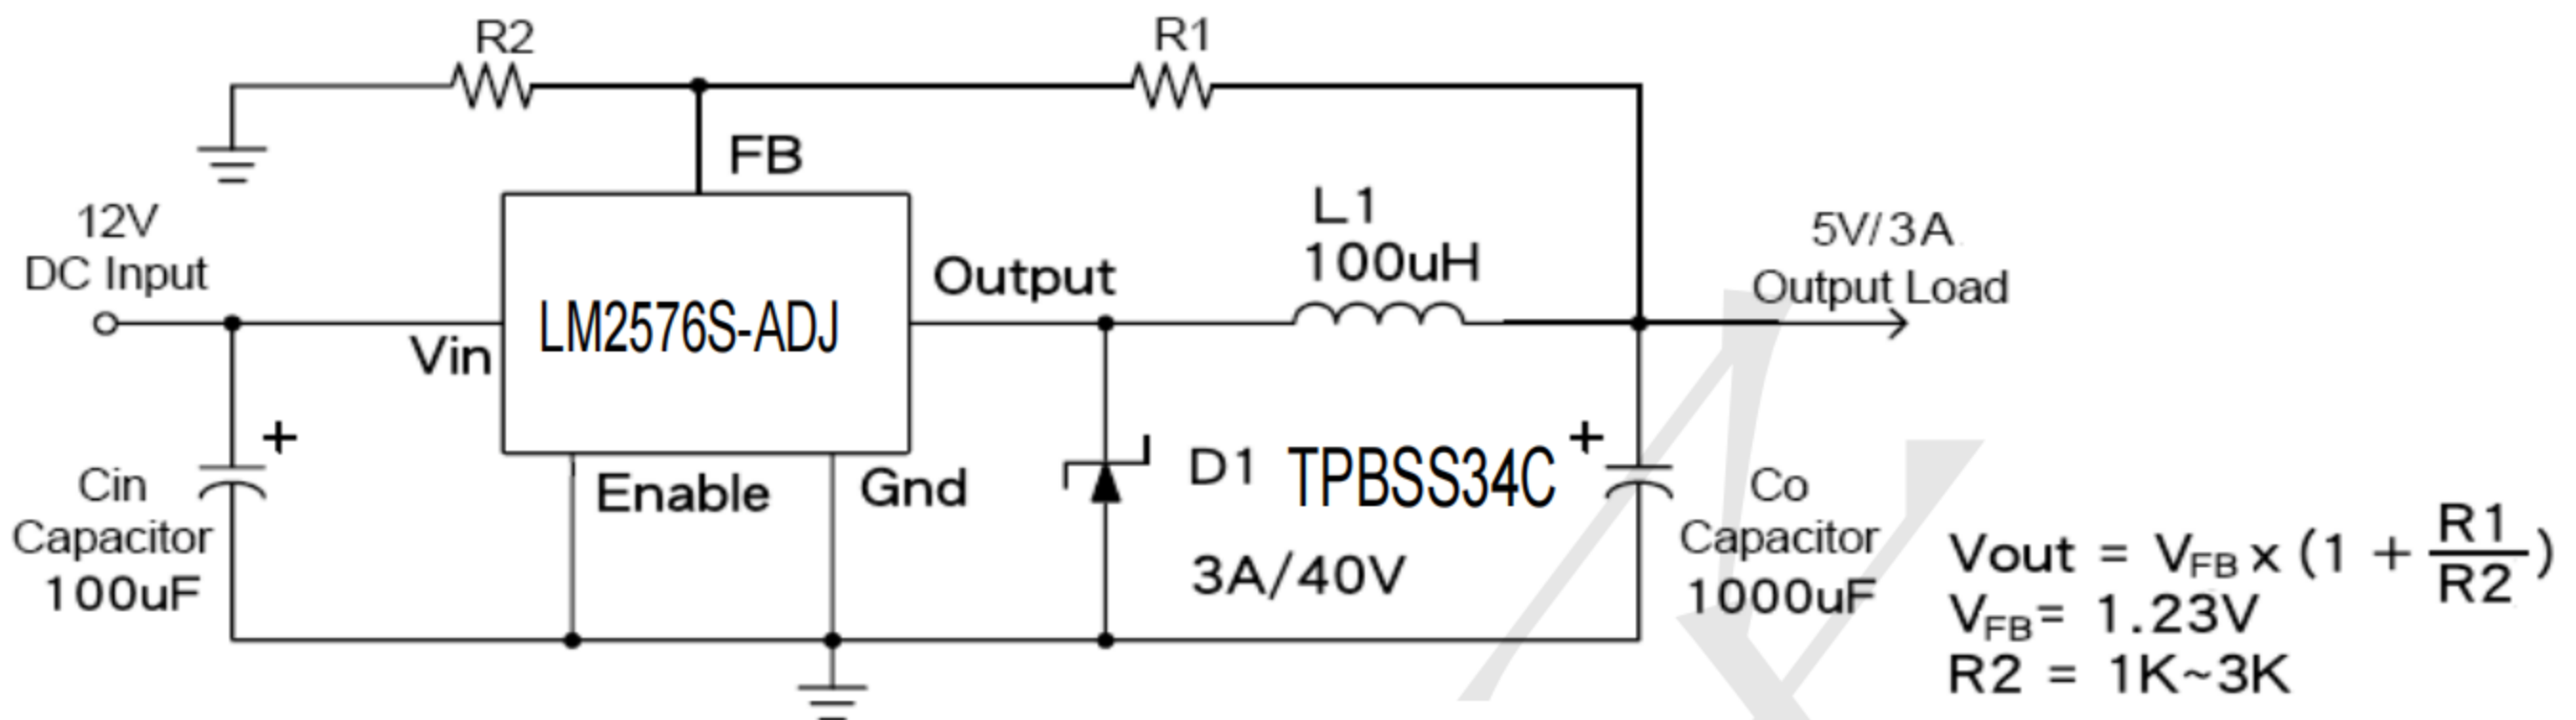 R2
R1
FB
12V
DC Input
Vin
LM2576S-ADJ
Output
L1
100uH
5V/3A
Output Load
+
Cin
Capacitor
100uF
Enable
Gnd
D1 TPBSS34C
3A/40V
+
Co
Capacitor
1000uF
Vout = VFB x (1 + R1/R2)
VFB= 1.23V
R2 = 1K~3K